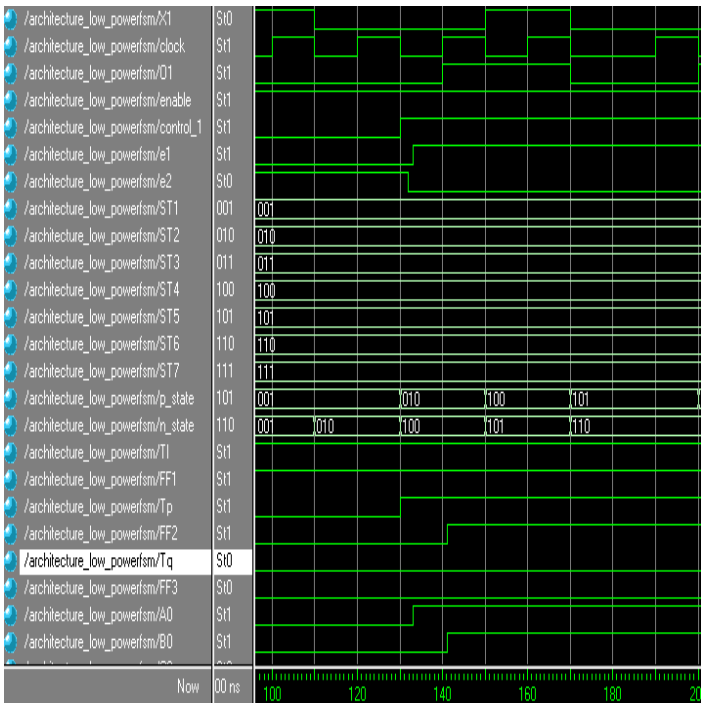 /architecture_low_powerfsm/X1 St0
/architecture_low_powerfsm/clock St1
/architecture_low_powerfsm/O1 St1
/architecture_low_powerfsm/enable St1
/architecture_low_powerfsm/control_1 St1
/architecture_low_powerfsm/e1 St1
/architecture_low_powerfsm/e2 St0
/architecture_low_powerfsm/ST1 001 001
/architecture_low_powerfsm/ST2 010 010
/architecture_low_powerfsm/ST3 011 011
/architecture_low_powerfsm/ST4 100 100
/architecture_low_powerfsm/ST5 101 101
/architecture_low_powerfsm/ST6 110 110
/architecture_low_powerfsm/ST7 111 111
/architecture_low_powerfsm/p_state 101 001 010 100 101
/architecture_low_powerfsm/n_state 110 001 010 100 101 110
/architecture_low_powerfsm/TI St1
/architecture_low_powerfsm/FF1 St1
/architecture_low_powerfsm/Tp St1
/architecture_low_powerfsm/FF2 St1
/architecture_low_powerfsm/Tq St0
/architecture_low_powerfsm/FF3 St0
/architecture_low_powerfsm/A0 St1
/architecture_low_powerfsm/B0 St1
Now 00 ns 100 120 140 160 180 20